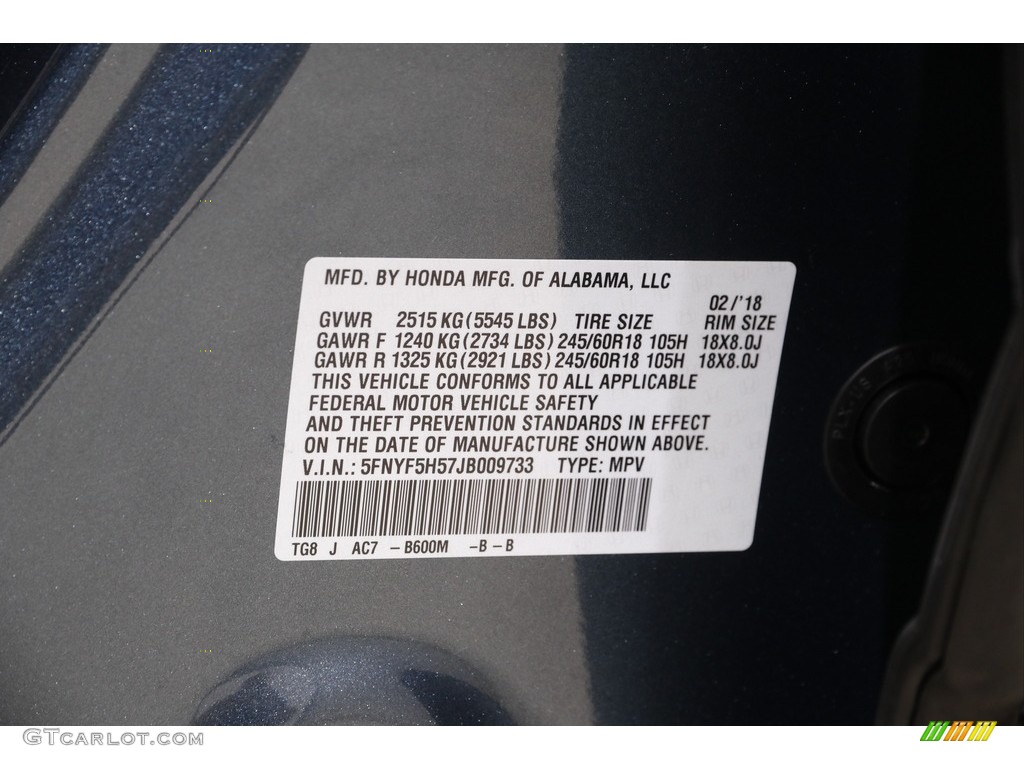 MFD. BY HONDA MFG. OF ALABAMA, LLC
02/'18
GVWR 2515 KG(5545 LBS) TIRE SIZE RIM SIZE
GAWR F 1240 KG(2734 LBS) 245/60R18 105H 18X8.0J
GAWR R 1325 KG(2921 LBS) 245/60R18 105H 18X8.0J
THIS VEHICLE CONFORMS TO ALL APPLICABLE
FEDERAL MOTOR VEHICLE SAFETY
AND THEFT PREVENTION STANDARDS IN EFFECT
ON THE DATE OF MANUFACTURE SHOWN ABOVE.
V.I.N.: 5FNYF5H57JB009733 TYPE: MPV
TG8 J AC7 -B600M -B-B
GTCARLOT.COM